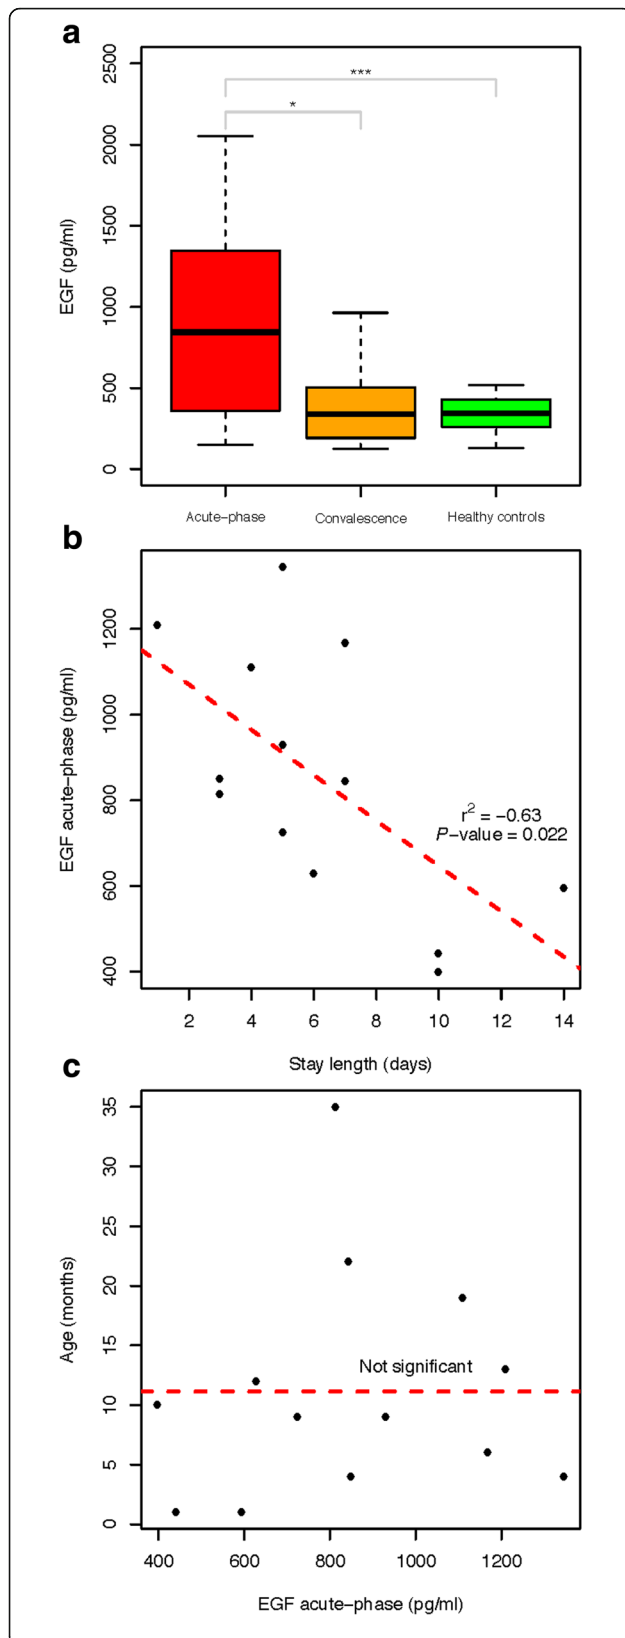 a
2500
2000
1500
1000
500
0
EGF (pg/ml)
***
*
Acute–phase Convalescence Healthy controls
b
1200
1000
800
600
400
EGF acute–phase (pg/ml)
r² = −0.63
P−value = 0.022
2 4 6 8 10 12 14
Stay length (days)
c
35
30
25
20
15
10
5
0
Age (months)
Not significant
400 600 800 1000 1200
EGF acute–phase (pg/ml)